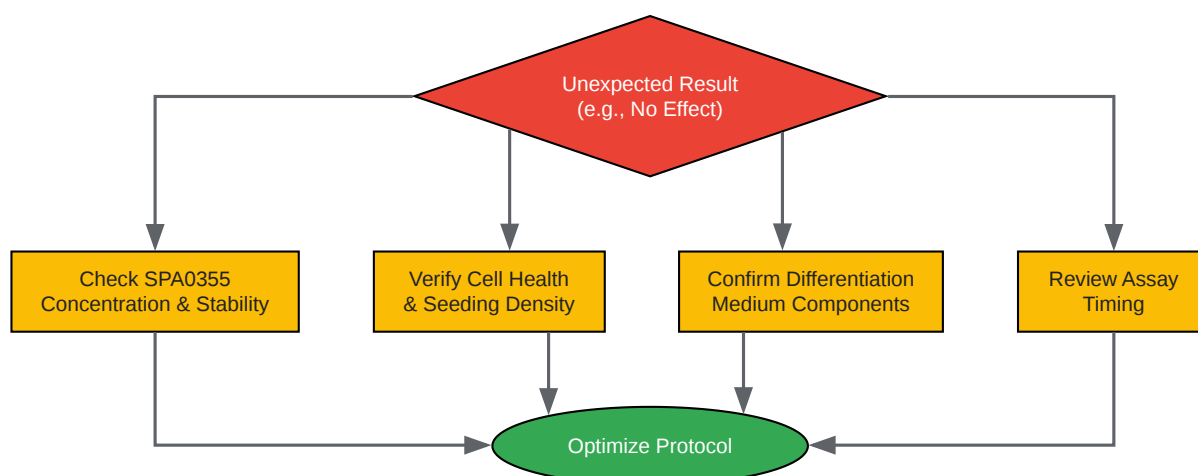 Unexpected Result
(e.g., No Effect)
Check SPA0355
Concentration & Stability
Verify Cell Health
& Seeding Density
Confirm Differentiation
Medium Components
Review Assay
Timing
Optimize Protocol